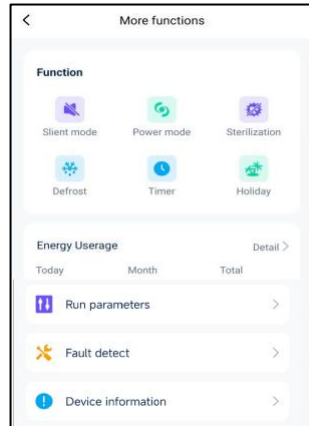 More functions
Function
Slient mode Power mode Sterilization
Defrost Timer Holiday
Energy Userage Detail >
Today Month Total
Run parameters
Fault detect
Device information